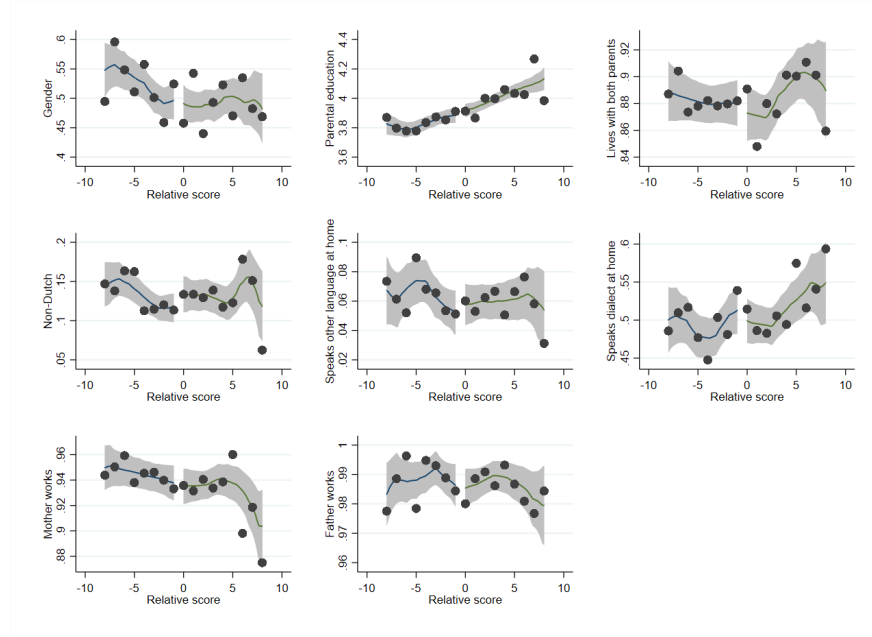 Gender
.4 .45 .5 .55 .6
-10 -5 0 5 10
Relative score
Parental education
3.6 3.8 4 4.2 4.4
-10 -5 0 5 10
Relative score
Lives with both parents
.84 .86 .88 .9 .92
-10 -5 0 5 10
Relative score
Non-Dutch
.05 .1 .15 .2
-10 -5 0 5 10
Relative score
Speaks other language at home
.02 .04 .06 .08 .1
-10 -5 0 5 10
Relative score
Speaks dialect at home
.45 .5 .55 .6
-10 -5 0 5 10
Relative score
Mother works
.88 .9 .92 .94 .96
-10 -5 0 5 10
Relative score
Father works
.96 .97 .98 .99 1
-10 -5 0 5 10
Relative score